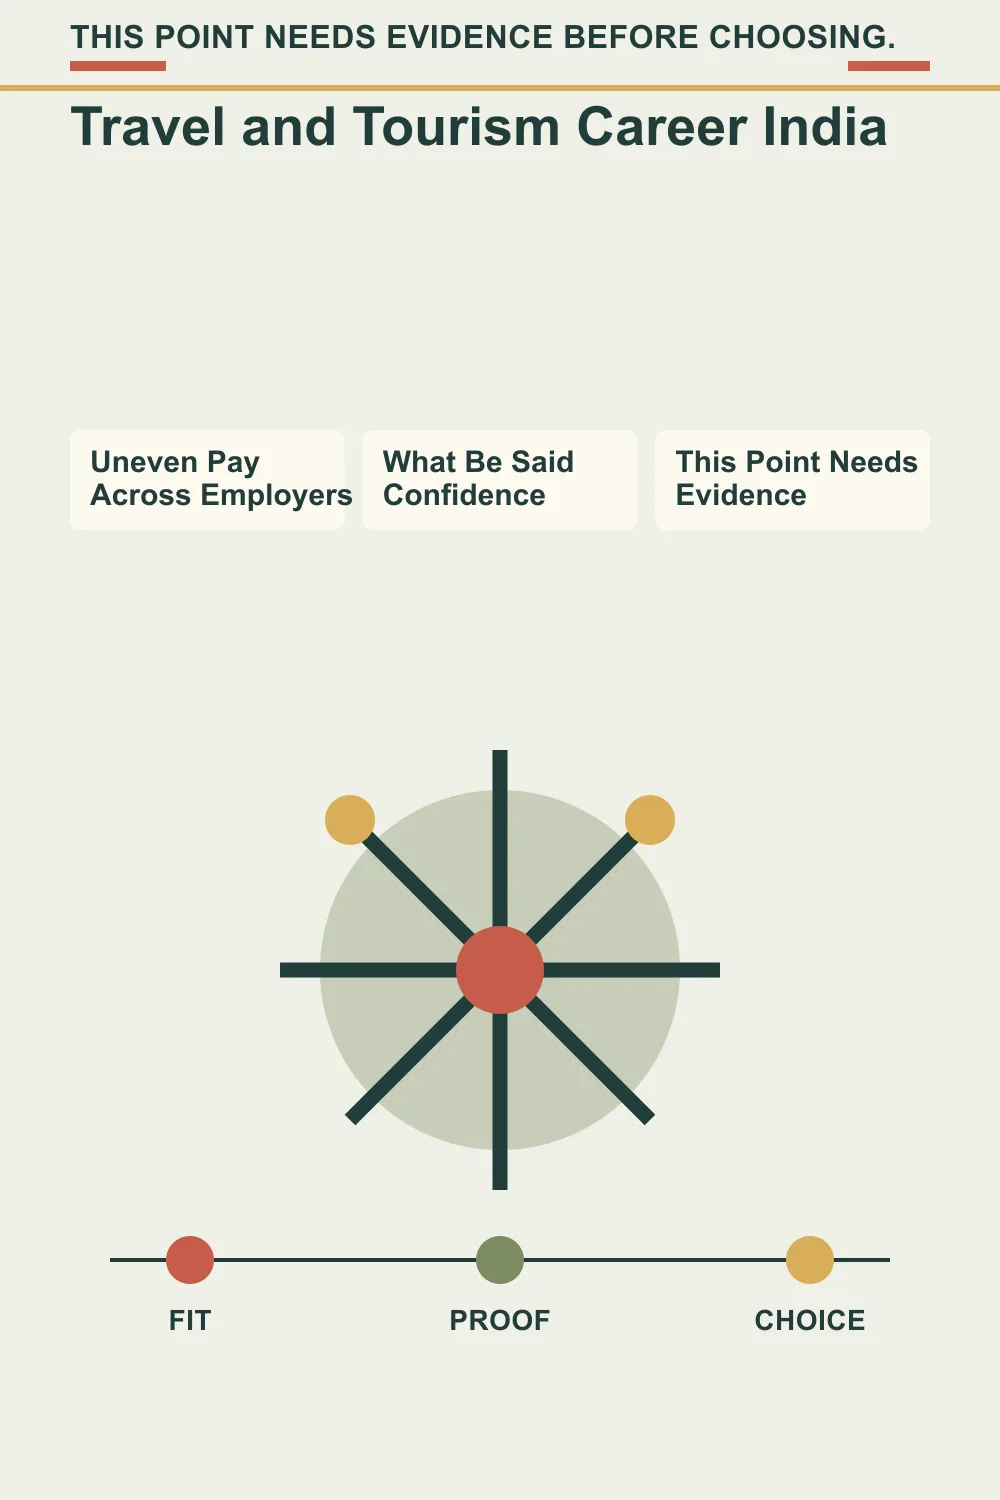 THIS POINT NEEDS EVIDENCE BEFORE CHOOSING.
Travel and Tourism Career India
Uneven Pay
Across Employers
What Be Said
Confidence
This Point Needs
Evidence
FIT
PROOF
CHOICE